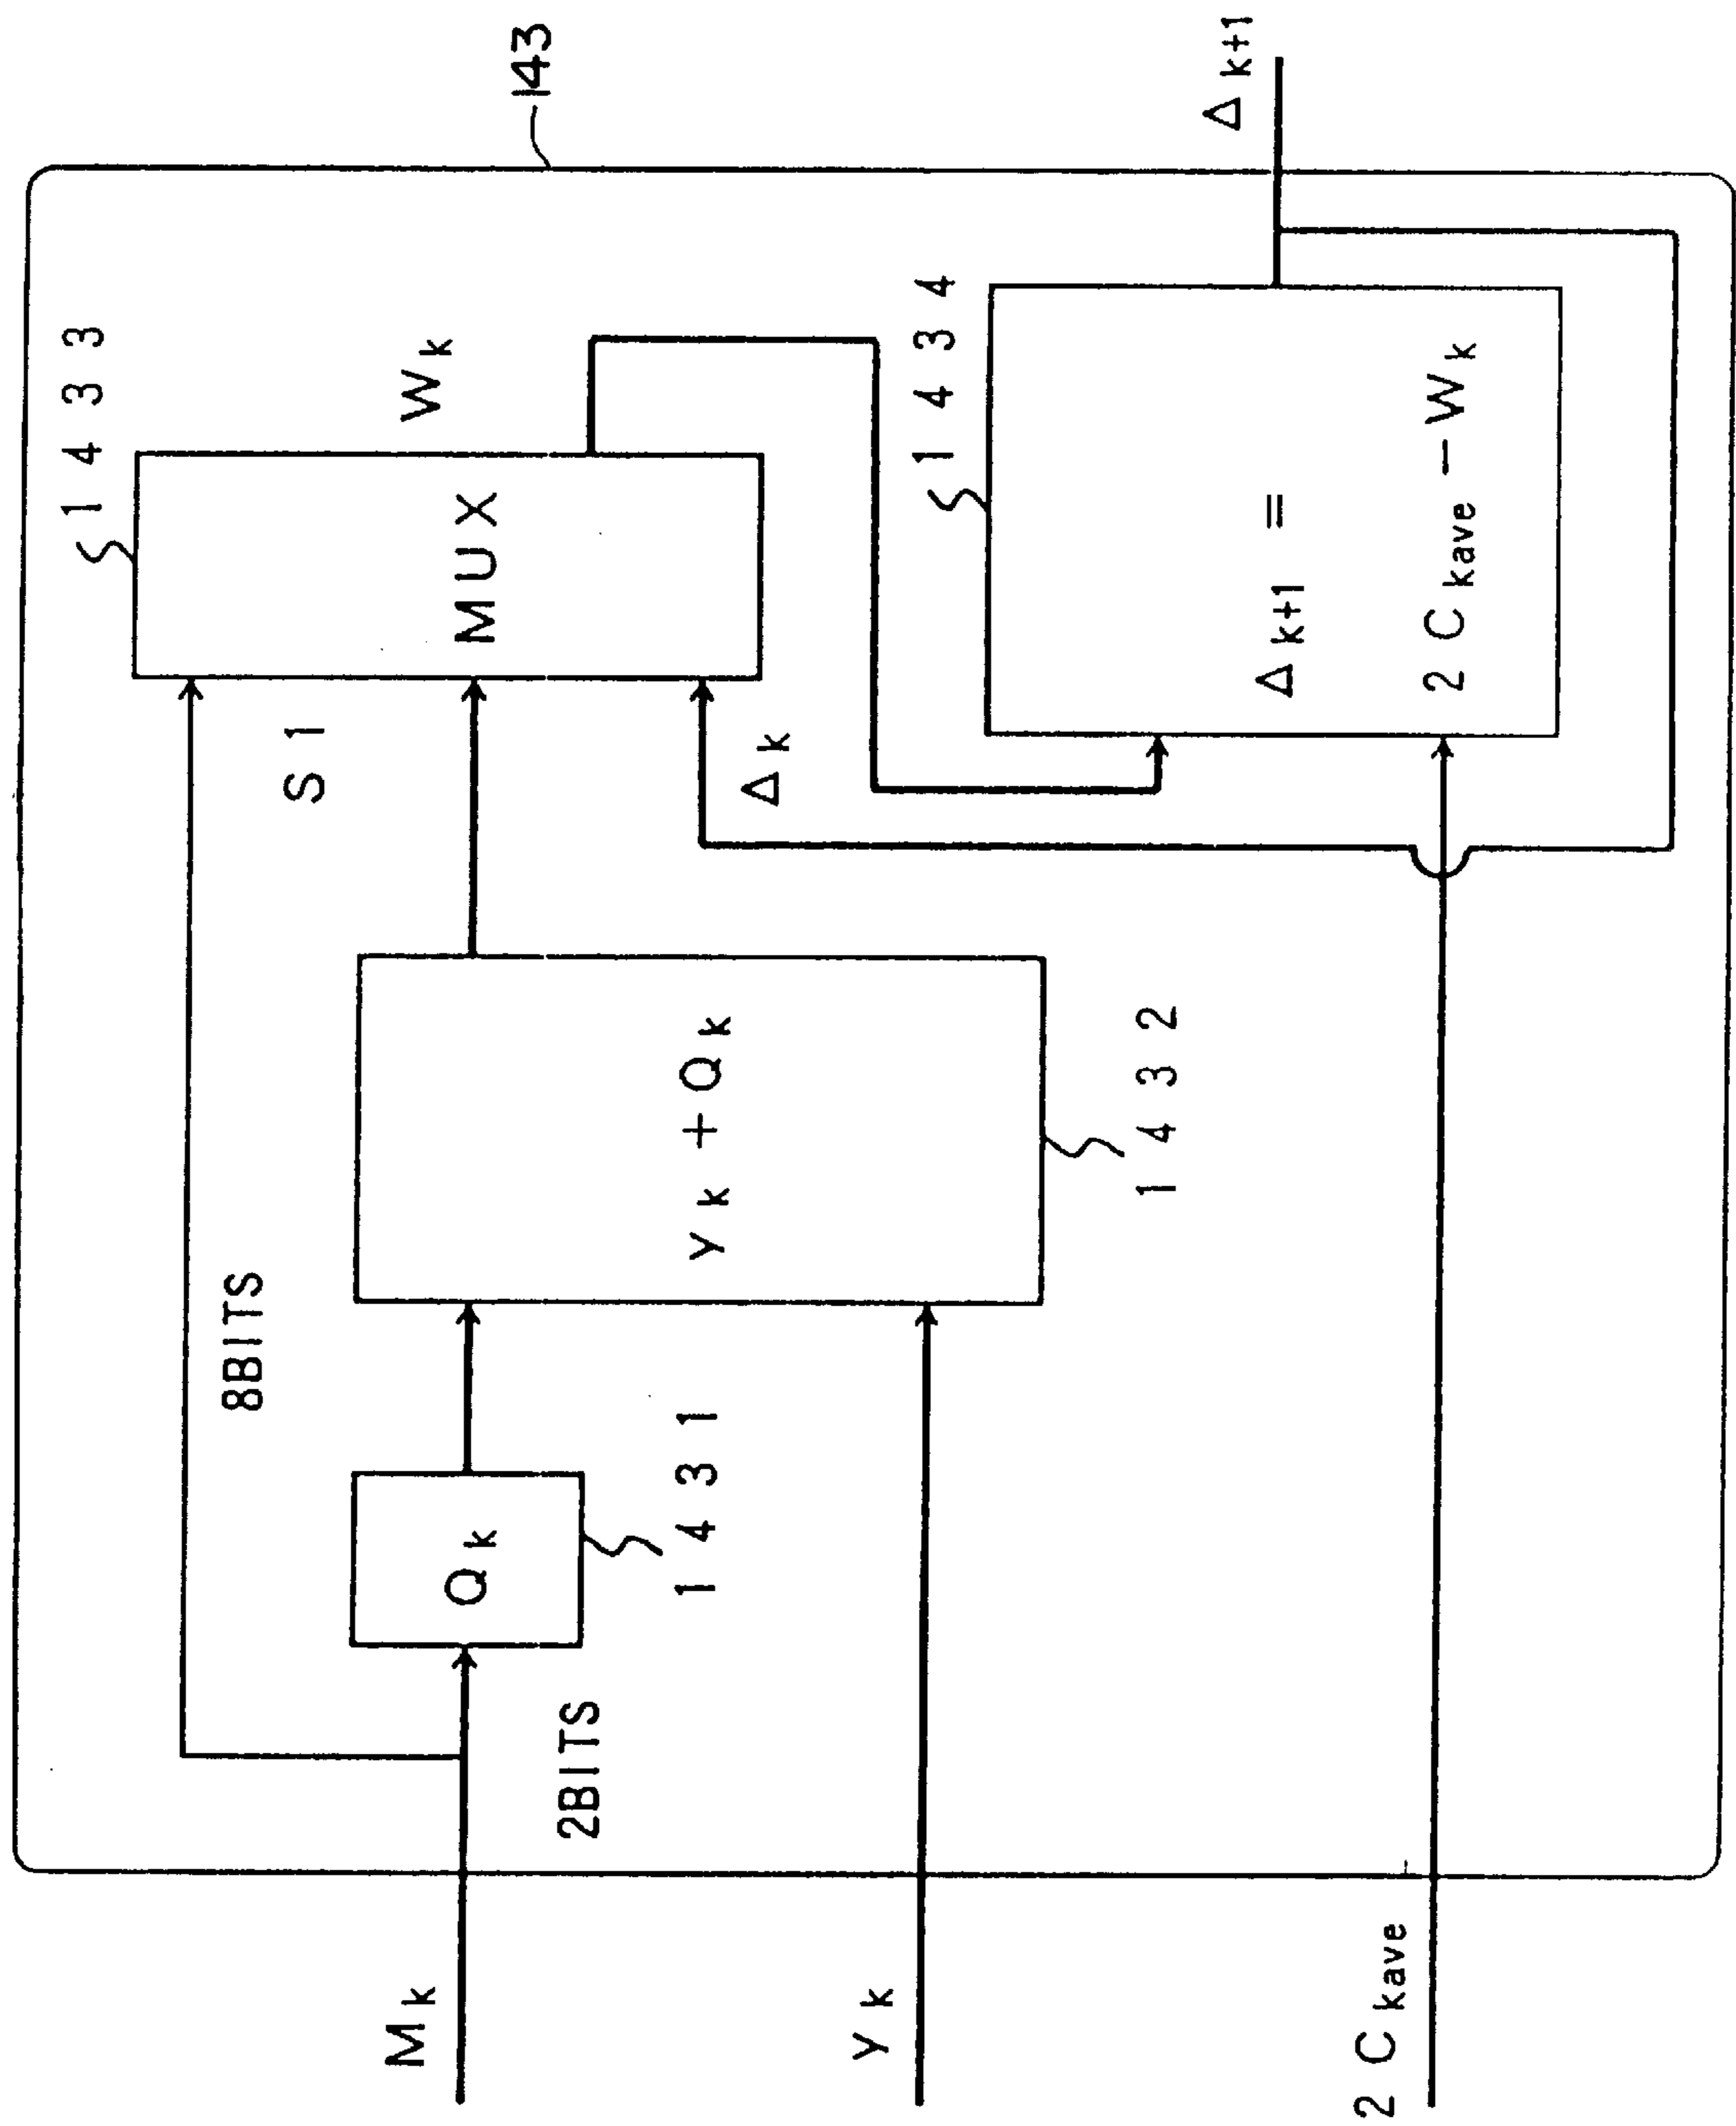 143
1433
8BITS
S1
MUX
Wk
Mk
2BITS
Qk
1431
yk + Qk
1432
yk
Δk
1434
Δk+1 =
2Ckave − Wk
Δk+1
2Ckave